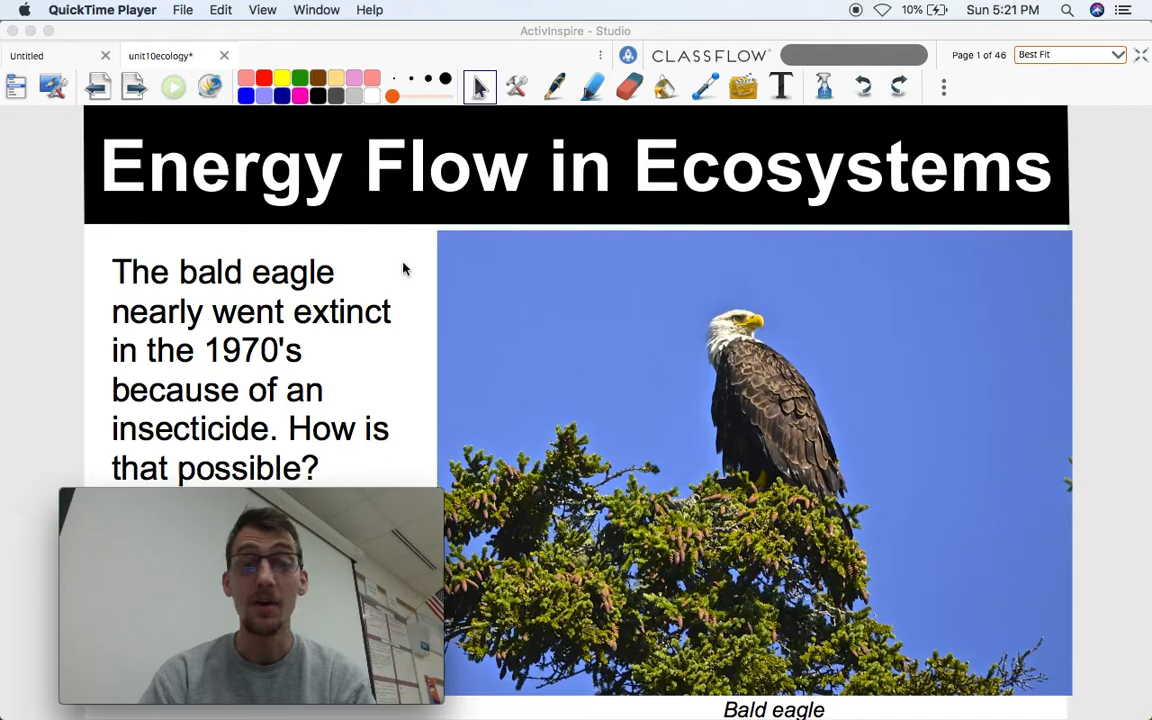 QuickTime Player File Edit View Window Help 10% Sun 5:21 PM
ActivInspire - Studio
Untitled unit10ecology* CLASSFLOW Page 1 of 46 Best Fit
Energy Flow in Ecosystems
The bald eagle
nearly went extinct
in the 1970's
because of an
insecticide. How is
that possible?
Bald eagle